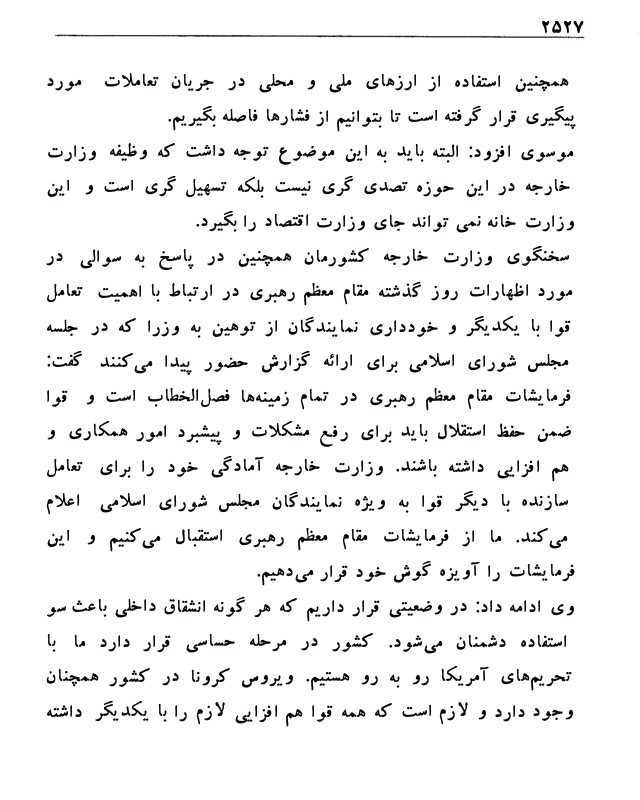 ۲۵۲۷
همچنین استفاده از ارزهای ملی و محلی در جریان تعاملات مورد
پیگیری قرار گرفته است تا بتوانیم از فشارها فاصله بگیریم.
موسوی افزود: البته باید به این موضوع توجه داشت که وظیفه وزارت
خارجه در این حوزه تصدی گری نیست بلکه تسهیل گری است و این
وزارت خانه نمی تواند جای وزارت اقتصاد را بگیرد.
سخنگوی وزارت خارجه کشورمان همچنین در پاسخ به سوالی در
مورد اظهارات روز گذشته مقام معظم رهبری در ارتباط با اهمیت تعامل
قوا با یکدیگر و خودداری نمایندگان از توهین به وزرا که در جلسه
مجلس شورای اسلامی برای ارائه گزارش حضور پیدا می‌کنند گفت:
فرمایشات مقام معظم رهبری در تمام زمینه‌ها فصل‌الخطاب است و قوا
ضمن حفظ استقلال باید برای رفع مشکلات و پیشبرد امور همکاری و
هم افزایی داشته باشند. وزارت خارجه آمادگی خود را برای تعامل
سازنده با دیگر قوا به ویژه نمایندگان مجلس شورای اسلامی اعلام
می‌کند. ما از فرمایشات مقام معظم رهبری استقبال می‌کنیم و این
فرمایشات را آویزه گوش خود قرار می‌دهیم.
وی ادامه داد: در وضعیتی قرار داریم که هر گونه انشقاق داخلی باعث سو
استفاده دشمنان می‌شود. کشور در مرحله حساسی قرار دارد ما با
تحریم‌های آمریکا رو به رو هستیم. ویروس کرونا در کشور همچنان
وجود دارد و لازم است که همه قوا هم افزایی لازم را با یکدیگر داشته